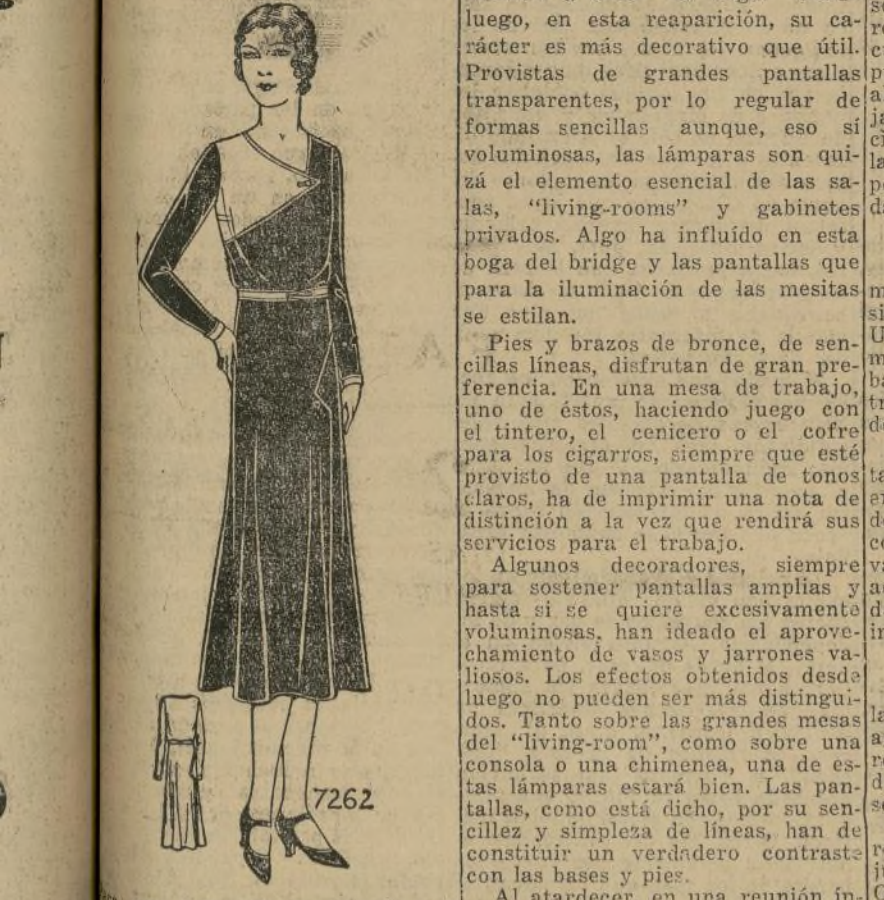 7262
luego, en esta reaparición, su ca-
rácter es más decorativo que útil.
Provistas de grandes pantallas
transparentes, por lo regular de
formas sencillas aunque, eso sí
voluminosas, las lámparas son qui-
zá el elemento esencial de las sa-
las, "living-rooms" y gabinetes
privados. Algo ha influído en esta
boga del bridge y las pantallas que
para la iluminación de las mesitas
se estilan.
Pies y brazos de bronce, de sen-
cillas líneas, disfrutan de gran pre-
ferencia. En una mesa de trabajo,
uno de éstos, haciendo juego con
el tintero, el cenicero o el cofre
para los cigarros, siempre que esté
provisto de una pantalla de tonos
claros, ha de imprimir una nota de
distinción a la vez que rendirá sus
servicios para el trabajo.
Algunos decoradores, siempre
para sostener pantallas amplias y
hasta si se quiere excesivamente
voluminosas, han ideado el aprove-
chamiento de vasos y jarrones va-
liosos. Los efectos obtenidos desde
luego no pueden ser más distingui-
dos. Tanto sobre las grandes mesas
del "living-room", como sobre una
consola o una chimenea, una de es-
tas lámparas estará bien. Las pan-
tallas, como está dicho, por su sen-
cillez y simpleza de líneas, han de
constituir un verdadero contraste
con las bases y pies.
Al atardecer, en una reunión ín-